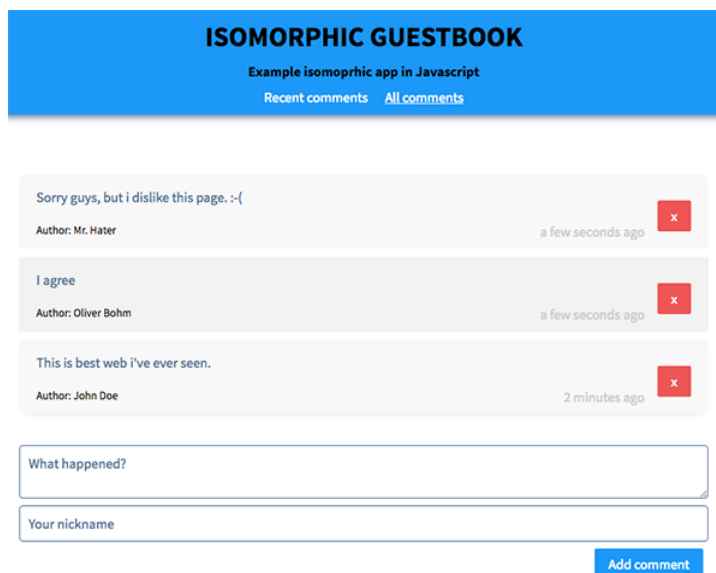 ISOMORPHIC GUESTBOOK
Example isomoprhic app in Javascript
Recent comments All comments
Sorry guys, but i dislike this page. :-(
Author: Mr. Hater
a few seconds ago
x
I agree
Author: Oliver Bohm
a few seconds ago
x
This is best web i've ever seen.
Author: John Doe
2 minutes ago
x
What happened?
Your nickname
Add comment